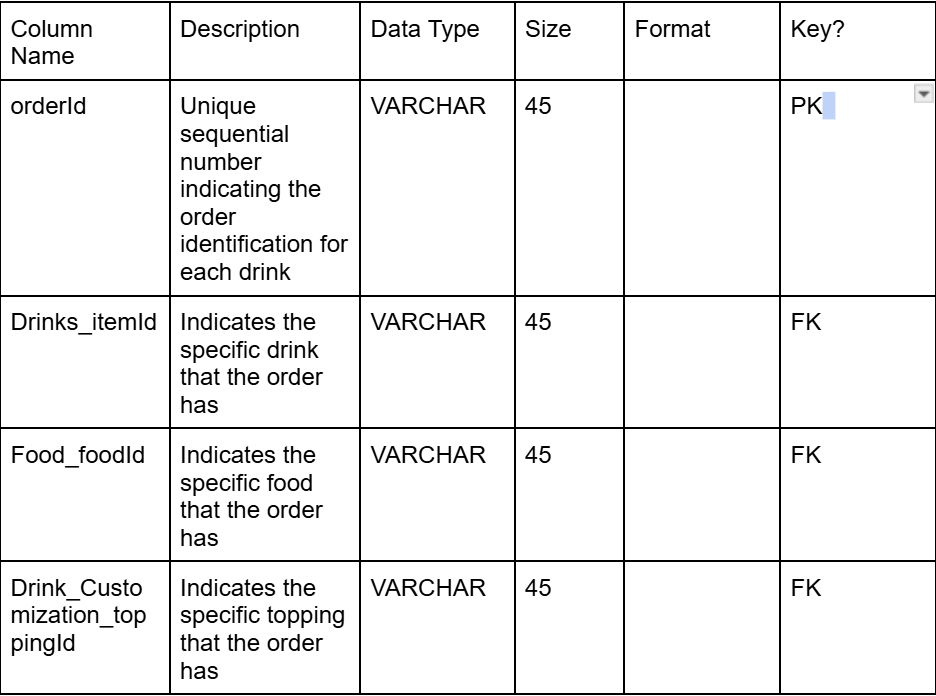 Column Name Description Data Type Size Format Key?
orderId Unique sequential number indicating the order identification for each drink VARCHAR 45 PK
Drinks_itemId Indicates the specific drink that the order has VARCHAR 45 FK
Food_foodId Indicates the specific food that the order has VARCHAR 45 FK
Drink_Customization_toppingId Indicates the specific topping that the order has VARCHAR 45 FK